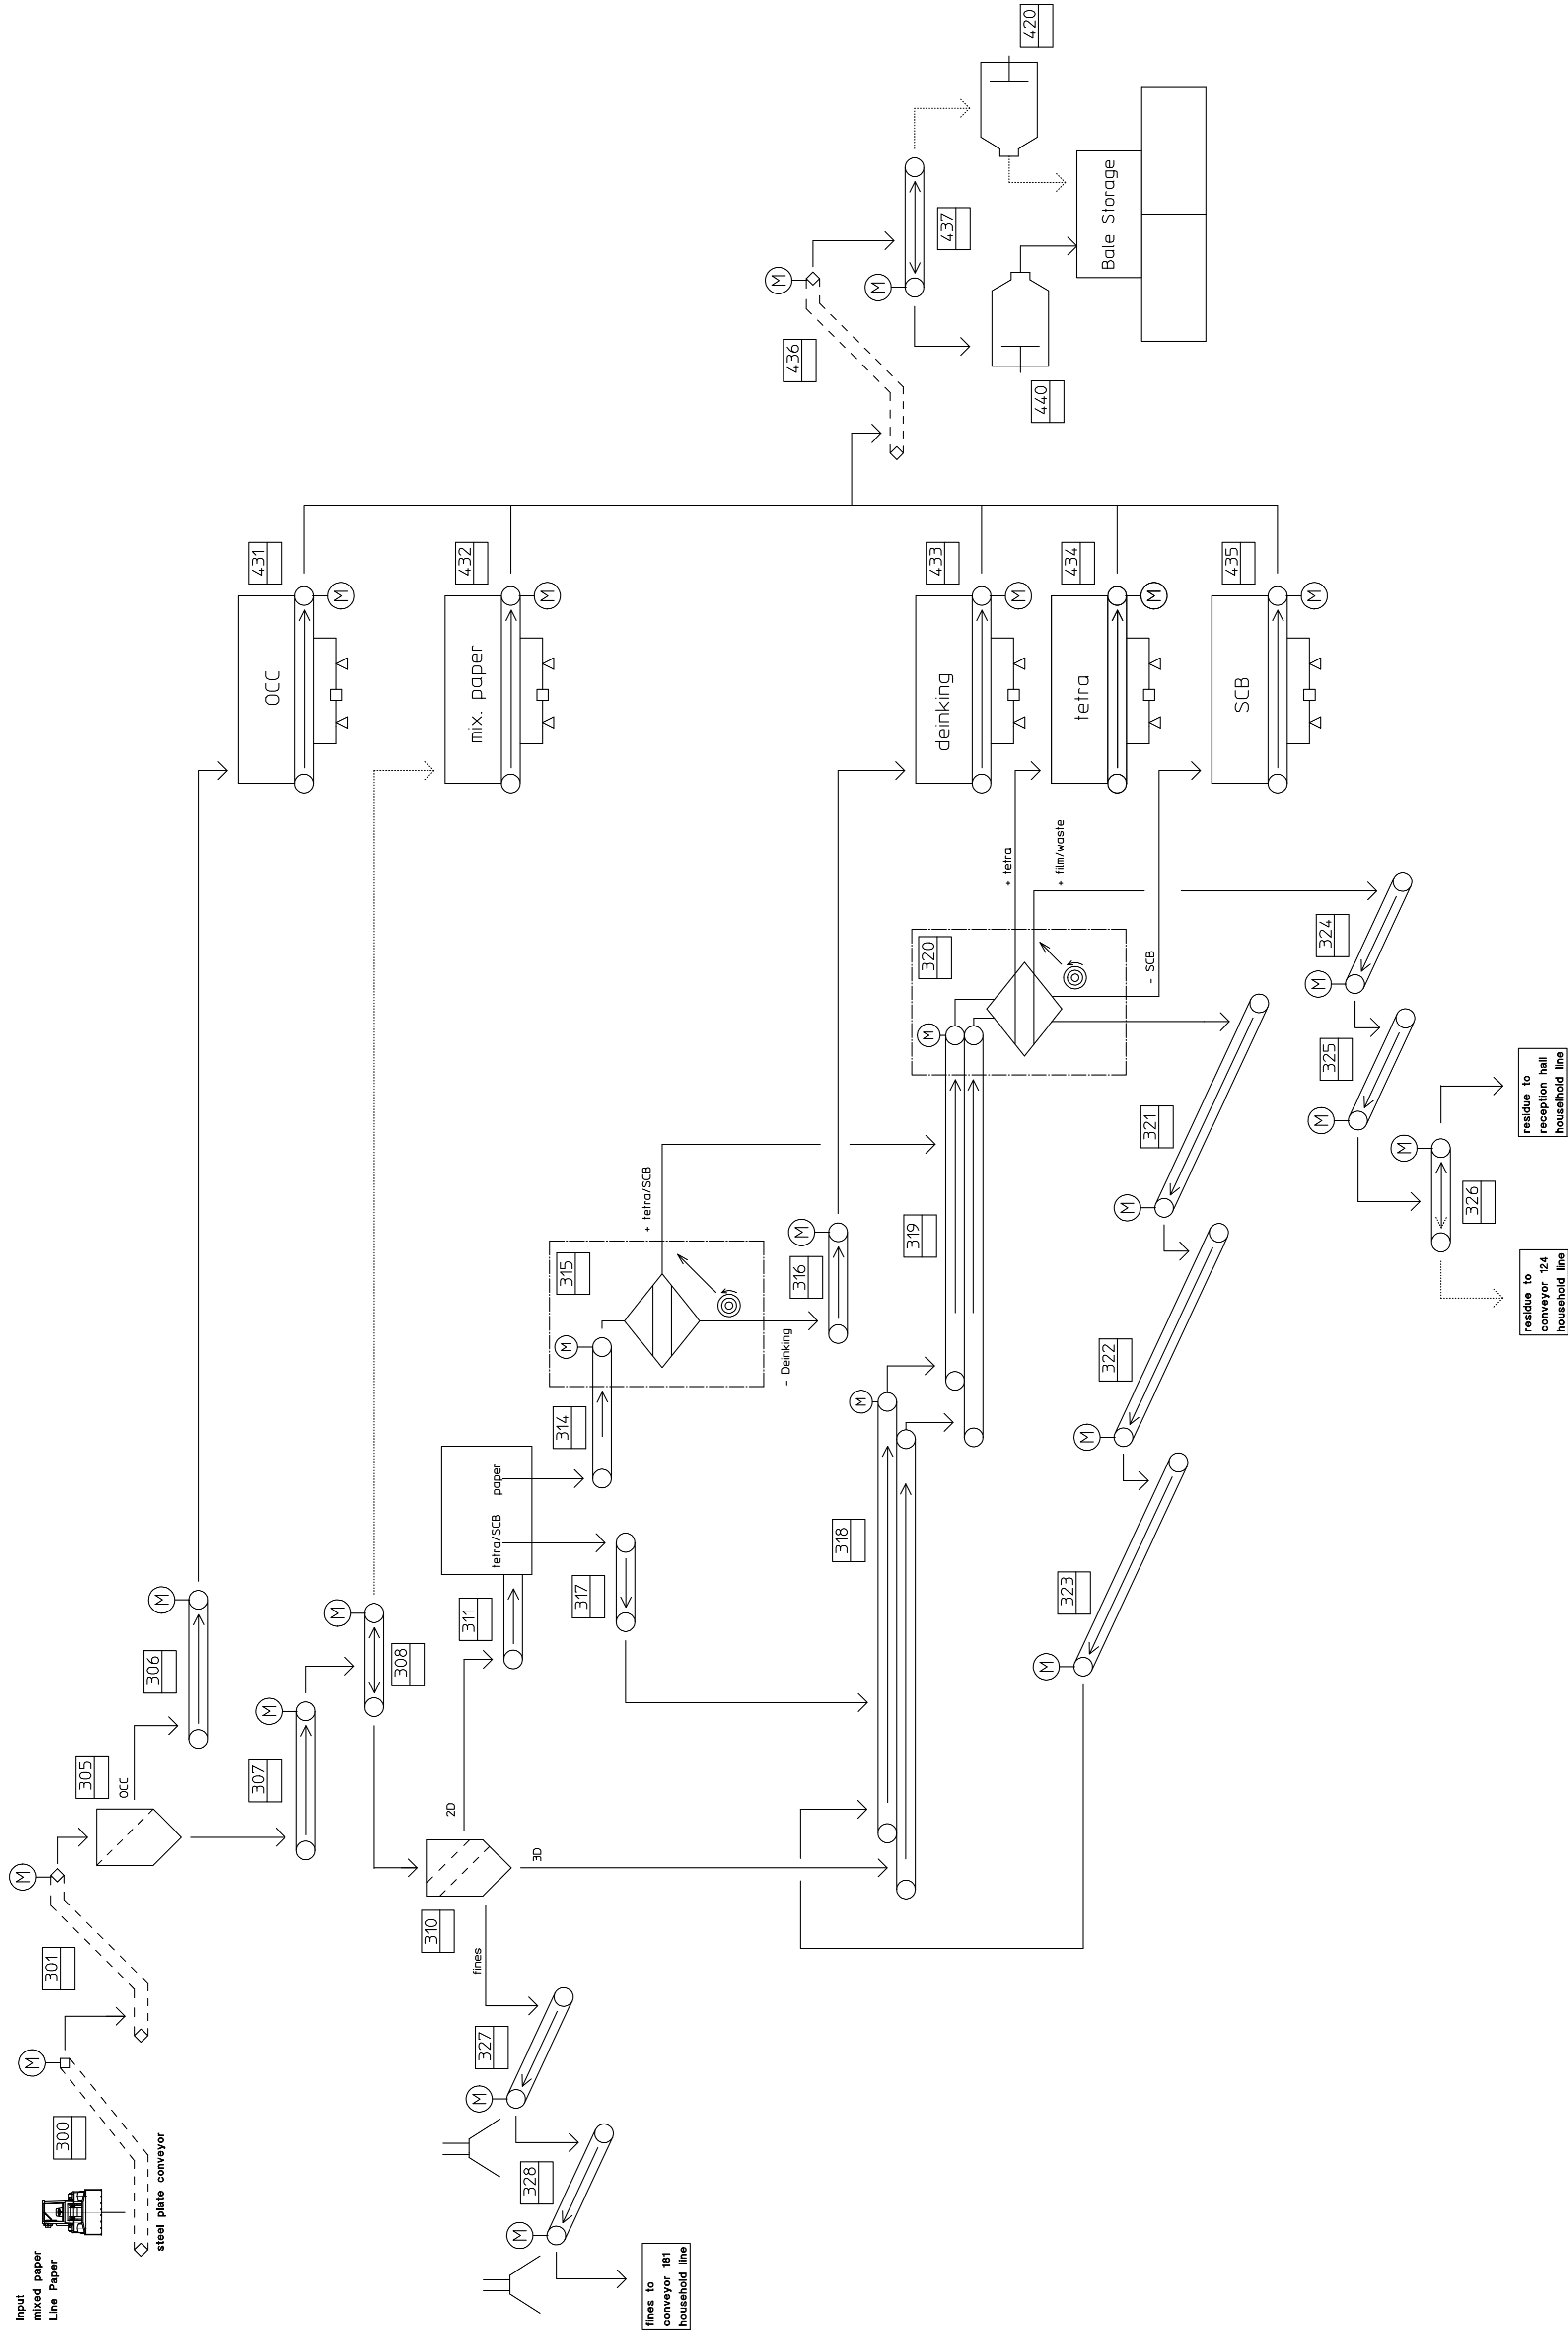 Input
mixed paper
Line Paper
M
300
steel plate conveyor
M
301
305
OCC
M
306
M
307
M
308
310
fines
2D
3D
M
327
M
328
fines to
conveyor 181
household line
311
tetra/SCB
paper
314
M
315
+ tetra/SCB
- Deinking
M
316
317
M
318
319
M
320
+ tetra
+ film/waste
- SCB
M
321
M
322
M
323
M
324
M
325
M
326
residue to
conveyor 124
household line
residue to
reception hall
houselhold line
OCC
431
M
mix. paper
432
M
deinking
433
M
tetra
434
M
SCB
435
M
M
436
M
437
440
420
Bale Storage